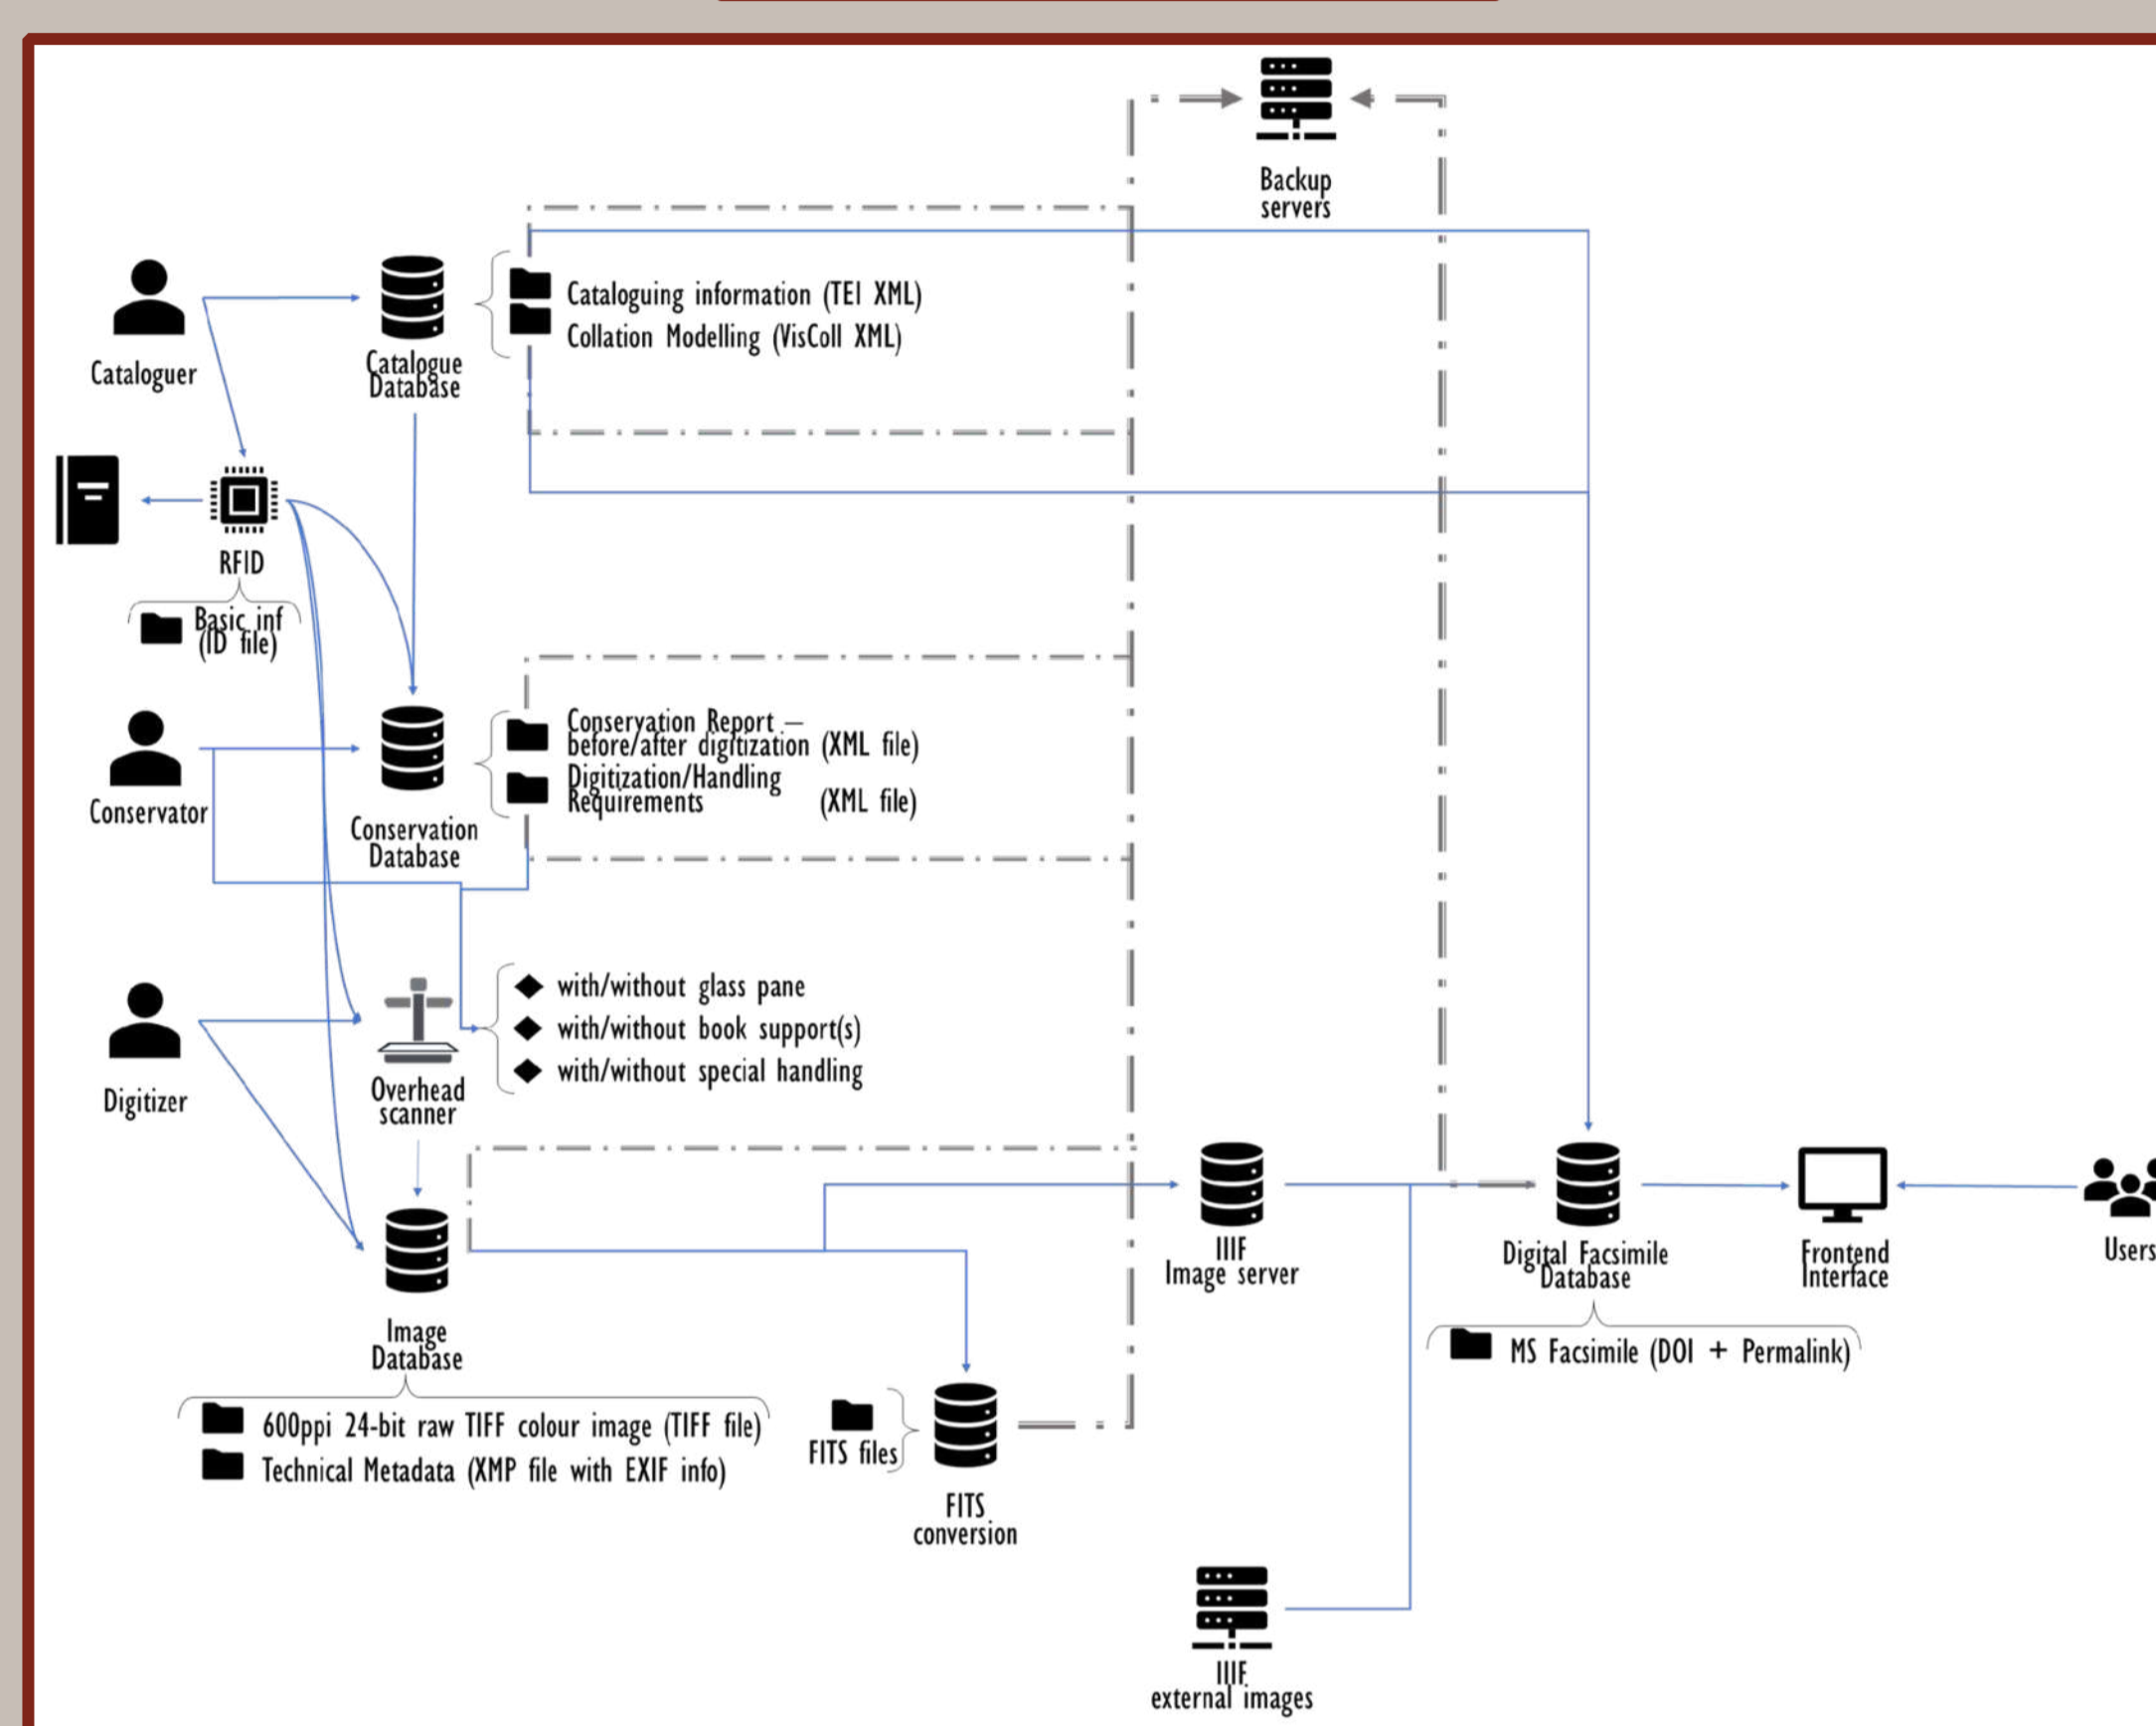 Backup
servers
Cataloguer
Catalogue
Database
Cataloguing information (TEI XML)
Collation Modelling (VisColl XML)
RFID
Basic inf
(ID file)
Conservator
Conservation
Database
Conservation Report –
before/after digitization (XML file)
Digitization/Handling
Requirements (XML file)
Digitizer
Overhead
scanner
with/without glass pane
with/without book support(s)
with/without special handling
Image
Database
600ppi 24-bit raw TIFF colour image (TIFF file)
Technical Metadata (XMP file with EXIF info)
FITS files
FITS
conversion
IIIF
Image server
Digital Facsimile
Database
MS Facsimile (DOI + Permalink)
Frontend
Interface
Users
IIIF
external images